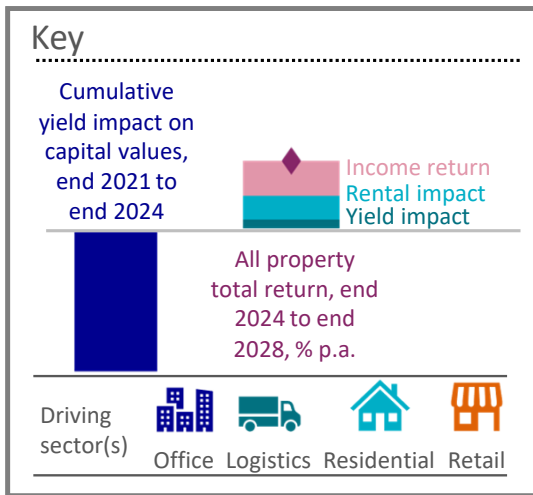 Key
Cumulative
yield impact on
capital values,
end 2021 to
end 2024
Income return
Rental impact
Yield impact
All property
total return, end
2024 to end
2028, % p.a.
Driving
sector(s)
Office Logistics Residential Retail